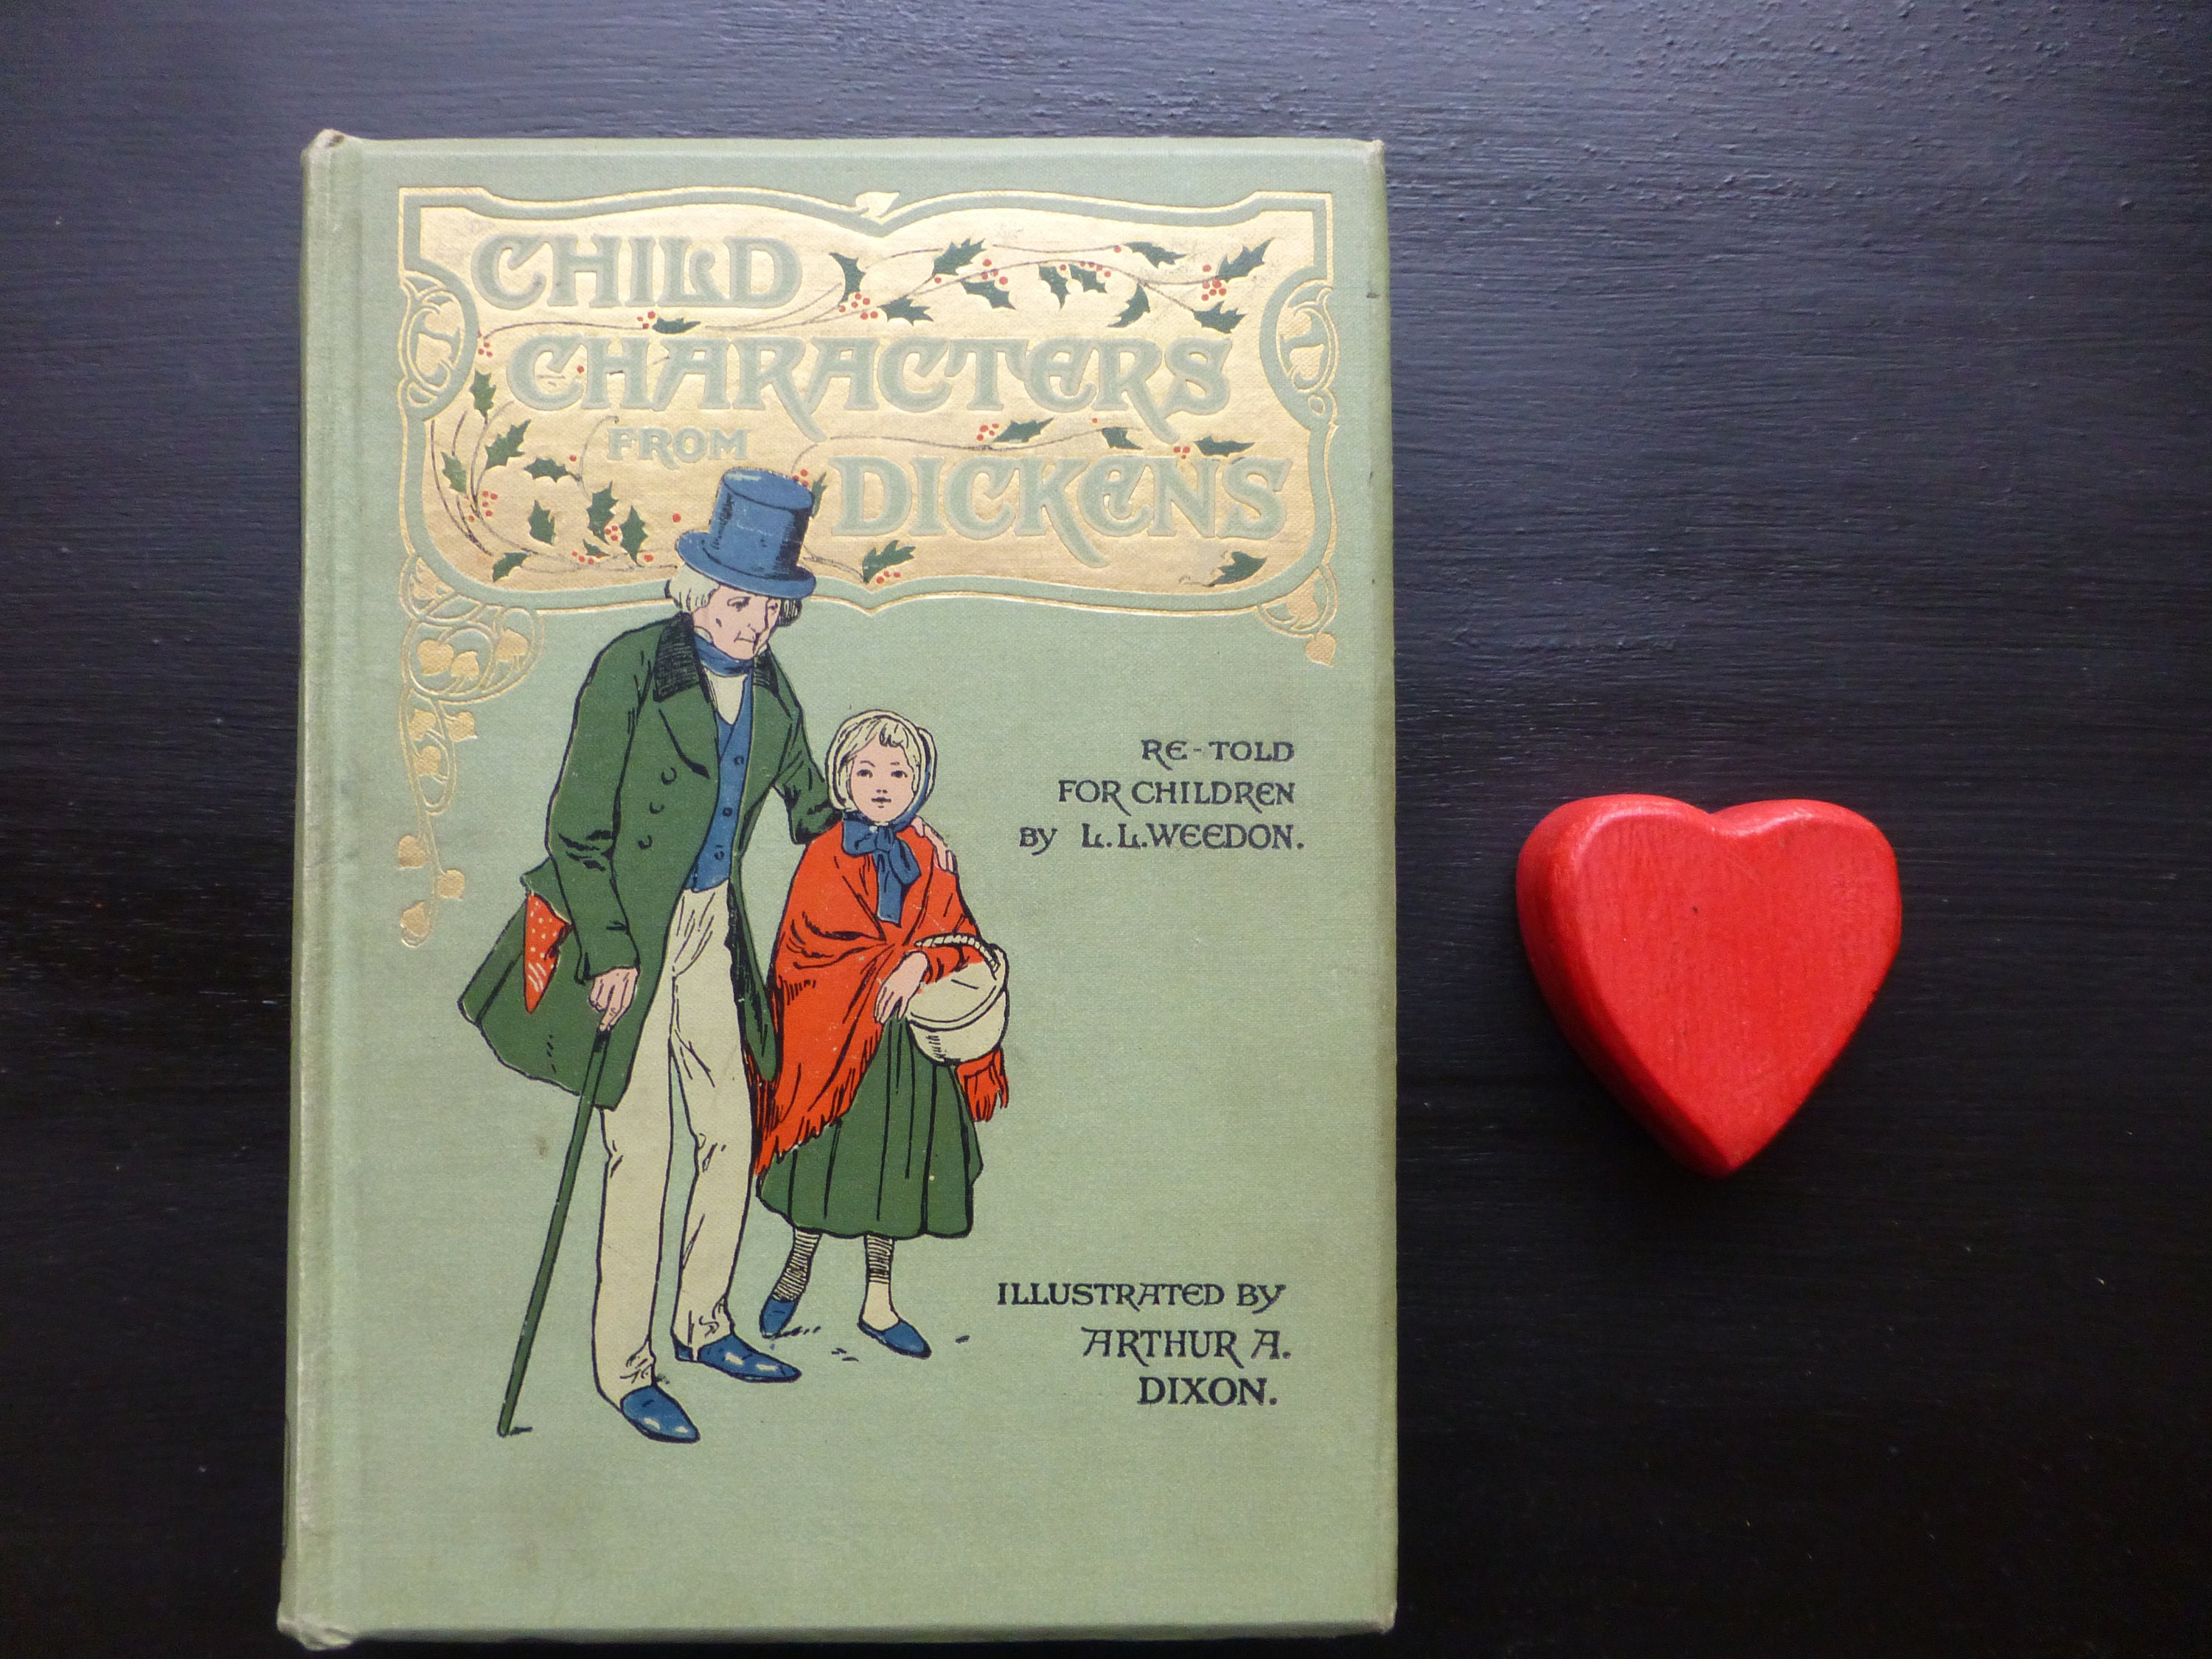 CHILD
CHARACTERS
FROM
DICKENS
RE-TOLD
FOR CHILDREN
BY L.L.WEEDON.
ILLUSTRATED BY
ARTHUR A.
DIXON.